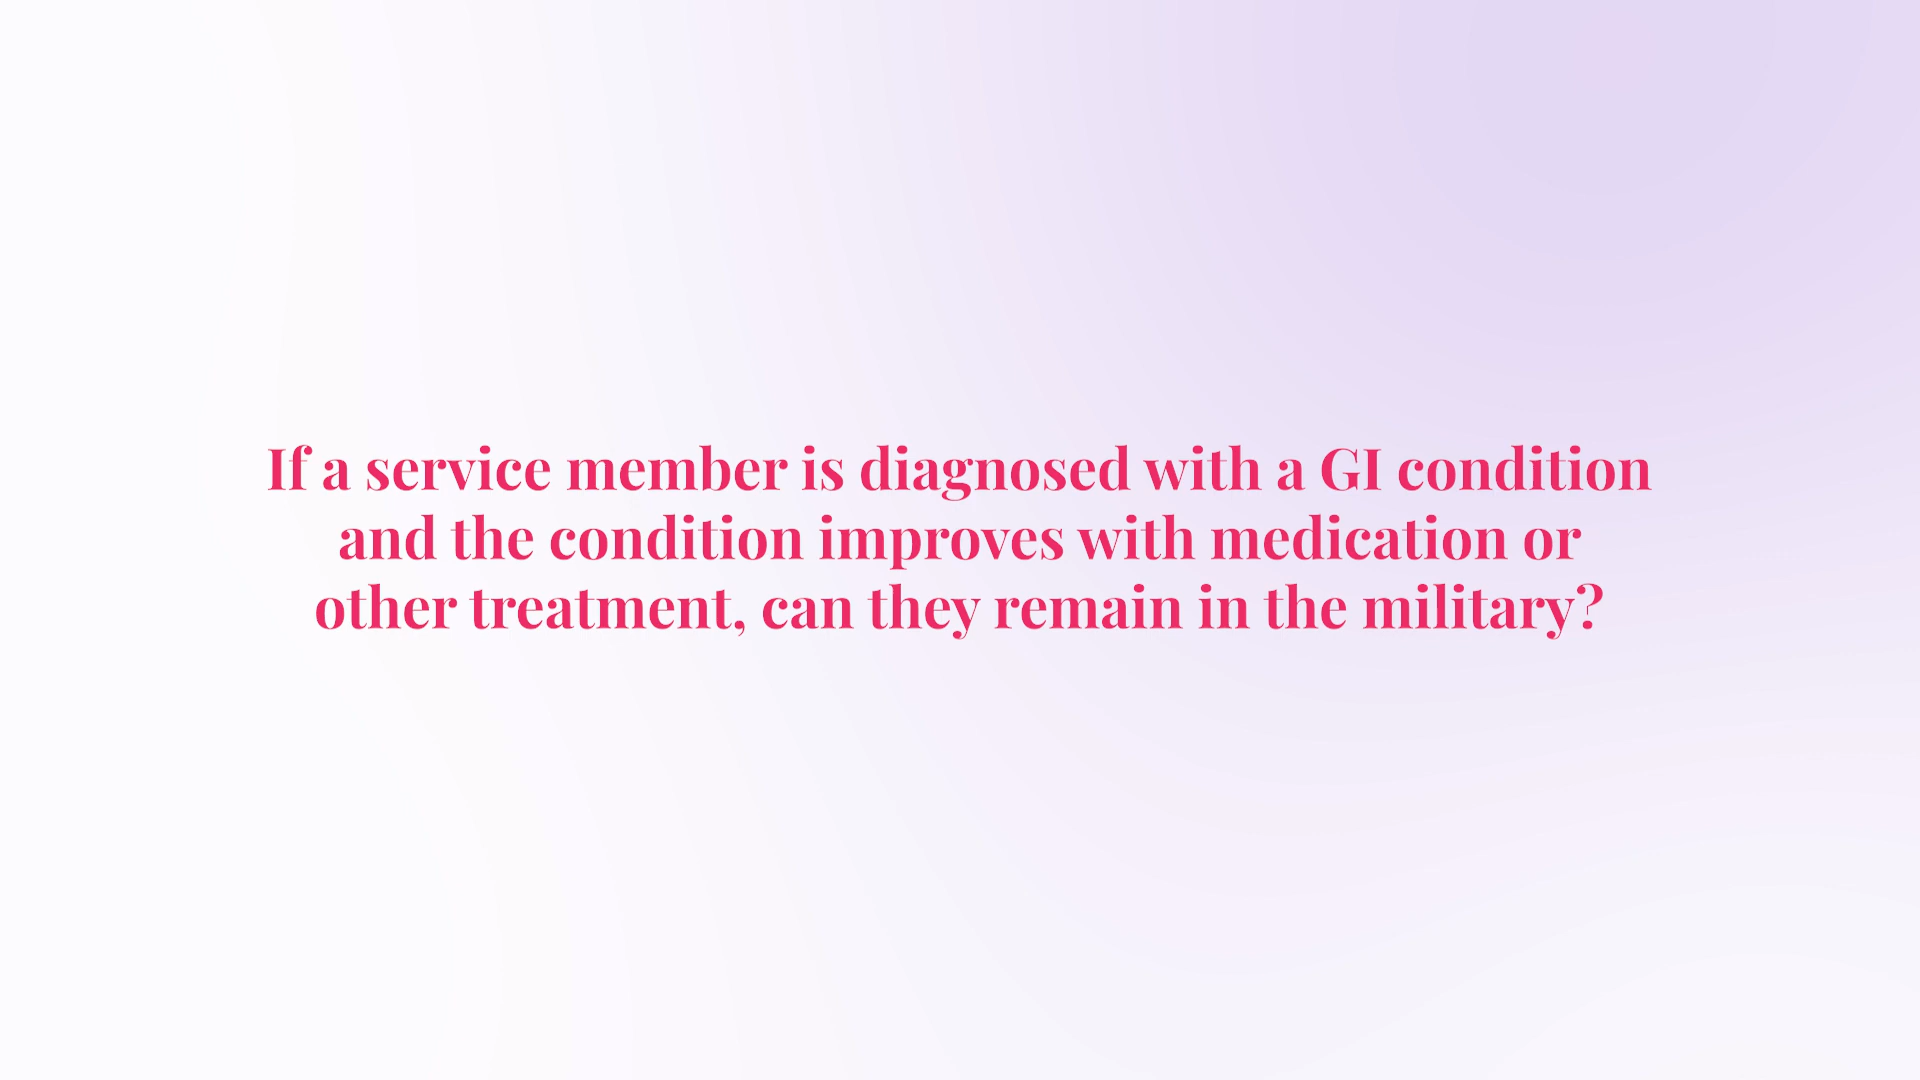 If a service member is diagnosed with a GI condition
and the condition improves with medication or
other treatment, can they remain in the military?